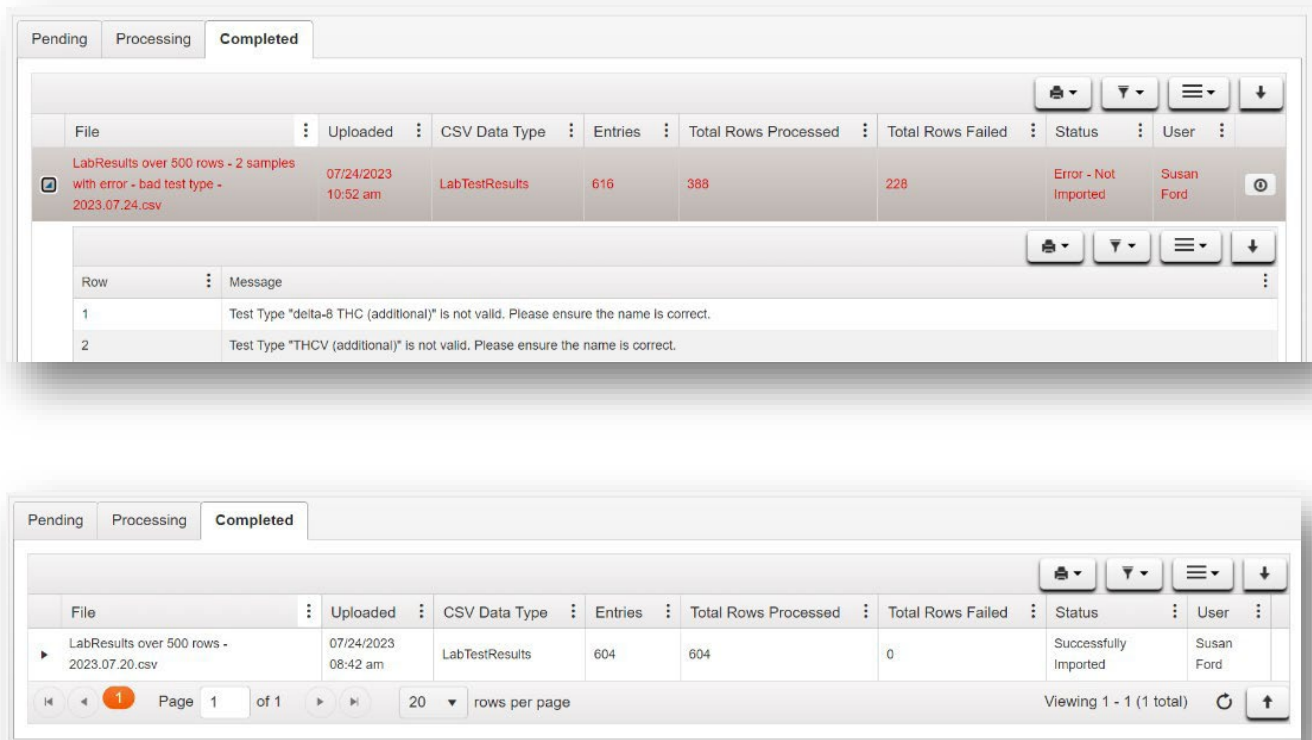 Pending Processing Completed
File Uploaded CSV Data Type Entries Total Rows Processed Total Rows Failed Status User
LabResults over 500 rows - 2 samples
with error - bad test type -
2023.07.24.csv
07/24/2023
10:52 am
LabTestResults
616
388
228
Error - Not
Imported
Susan
Ford
Row Message
1 Test Type "delta-8 THC (additional)" is not valid. Please ensure the name is correct.
2 Test Type "THCV (additional)" is not valid. Please ensure the name is correct.
Pending Processing Completed
File Uploaded CSV Data Type Entries Total Rows Processed Total Rows Failed Status User
LabResults over 500 rows -
2023.07.20.csv
07/24/2023
08:42 am
LabTestResults
604
604
0
Successfully
Imported
Susan
Ford
1 Page 1 of 1 20 rows per page Viewing 1 - 1 (1 total)